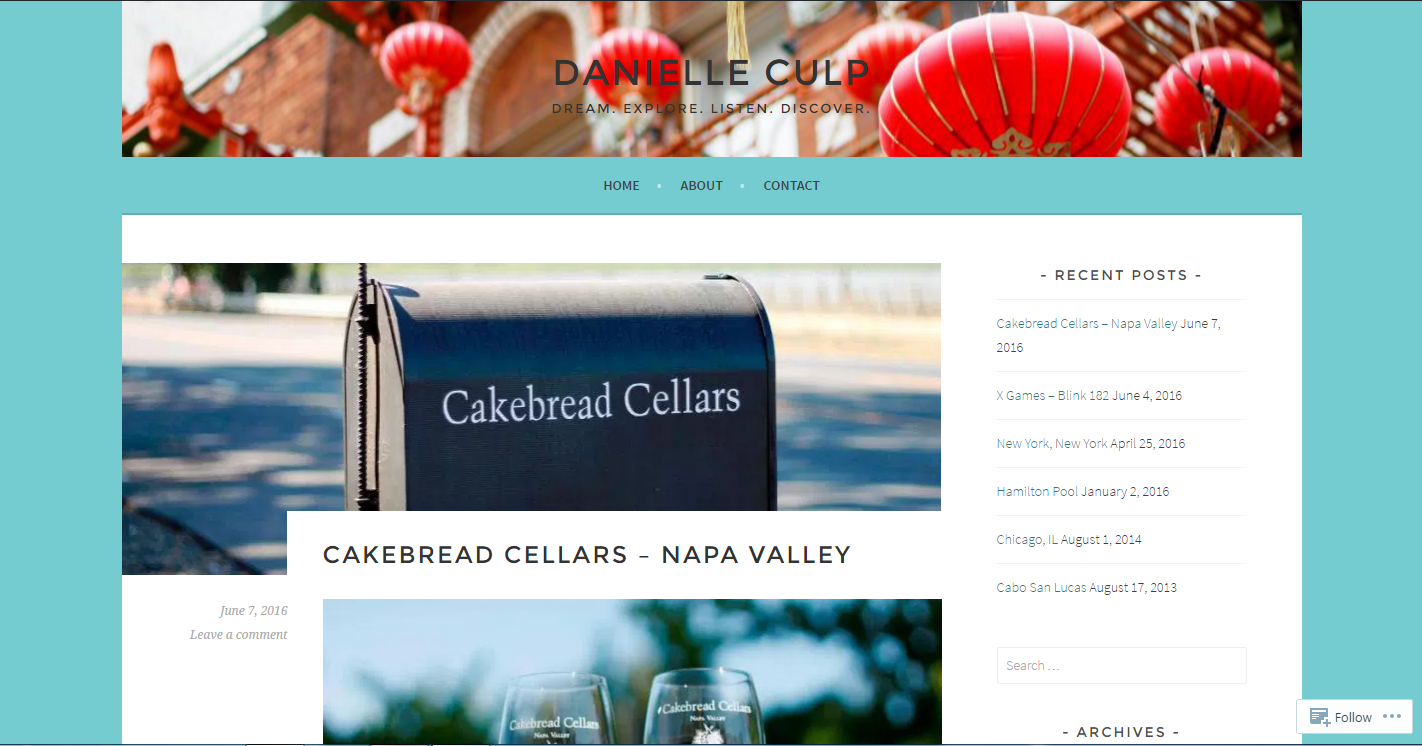 DANIELLE CULP
DREAM. EXPLORE. LISTEN. DISCOVER.
HOME
ABOUT
CONTACT
Cakebread Cellars
CAKEBREAD CELLARS – NAPA VALLEY
June 7, 2016
Leave a comment
Cakebread Cellars
NAPA VALLEY
Cakebread Cellars
NAPA VALLEY
- RECENT POSTS -
Cakebread Cellars – Napa Valley June 7,
2016
X Games – Blink 182 June 4, 2016
New York, New York April 25, 2016
Hamilton Pool January 2, 2016
Chicago, IL August 1, 2014
Cabo San Lucas August 17, 2013
Search …
- ARCHIVES -
Follow